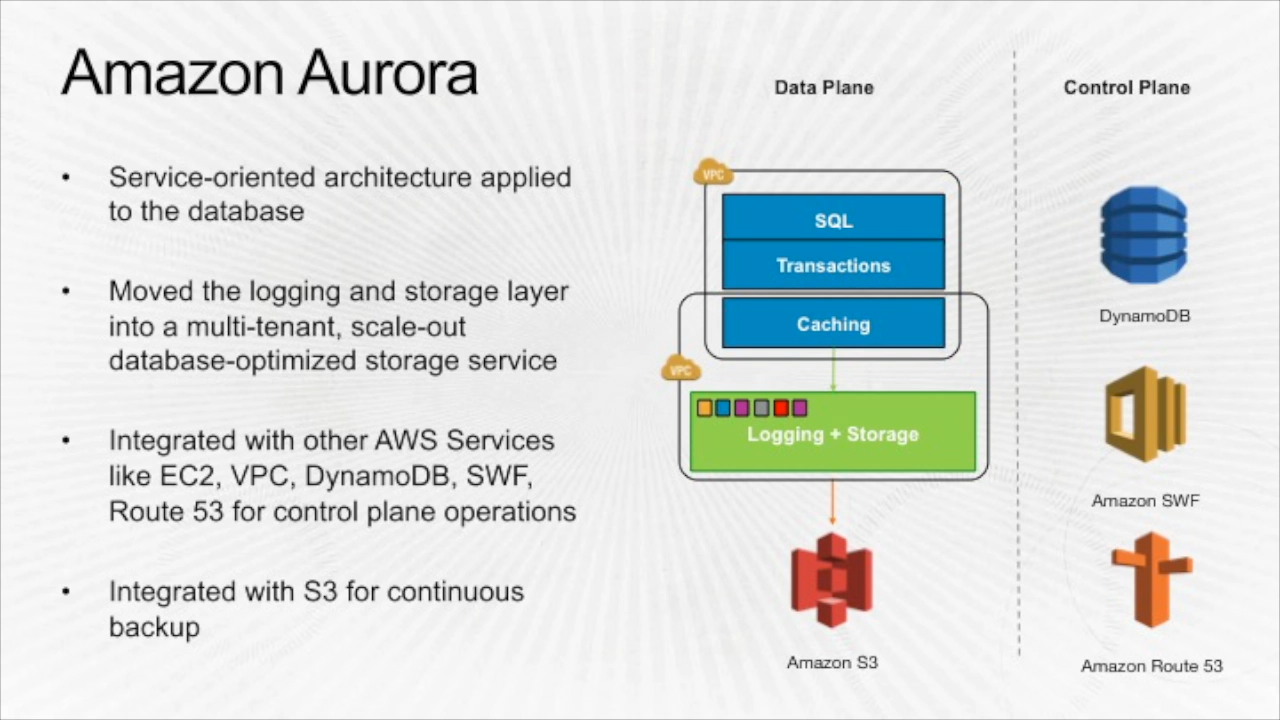 Amazon Aurora
• Service-oriented architecture applied
to the database
• Moved the logging and storage layer
into a multi-tenant, scale-out
database-optimized storage service
• Integrated with other AWS Services
like EC2, VPC, DynamoDB, SWF,
Route 53 for control plane operations
• Integrated with S3 for continuous
backup
Data Plane
VPC
SQL
Transactions
Caching
VPC
Logging + Storage
Amazon S3
Control Plane
DynamoDB
Amazon SWF
Amazon Route 53